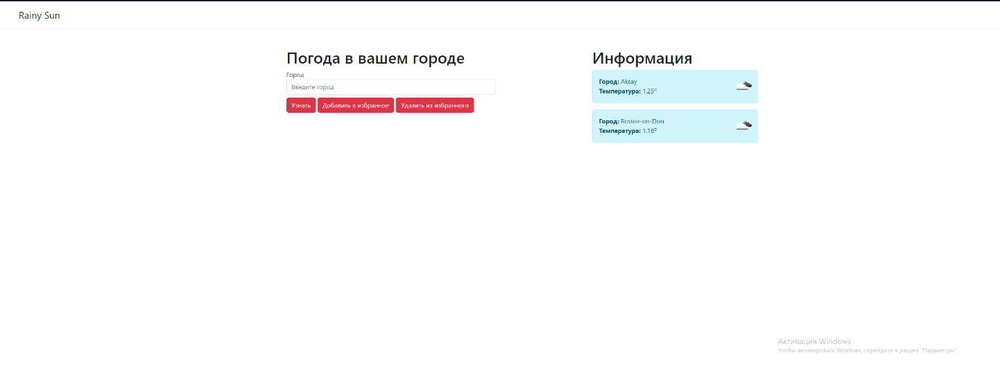 Rainy Sun
Погода в вашем городе
Город
Введите город
Узнать Добавить в избранное Удалить из избранного
Информация
Город: Aksay
Температура: 1.25º
Город: Rostov-on-Don
Температура: 1.18º
Активация Windows
Чтобы активировать Windows, перейдите в раздел "Параметры".